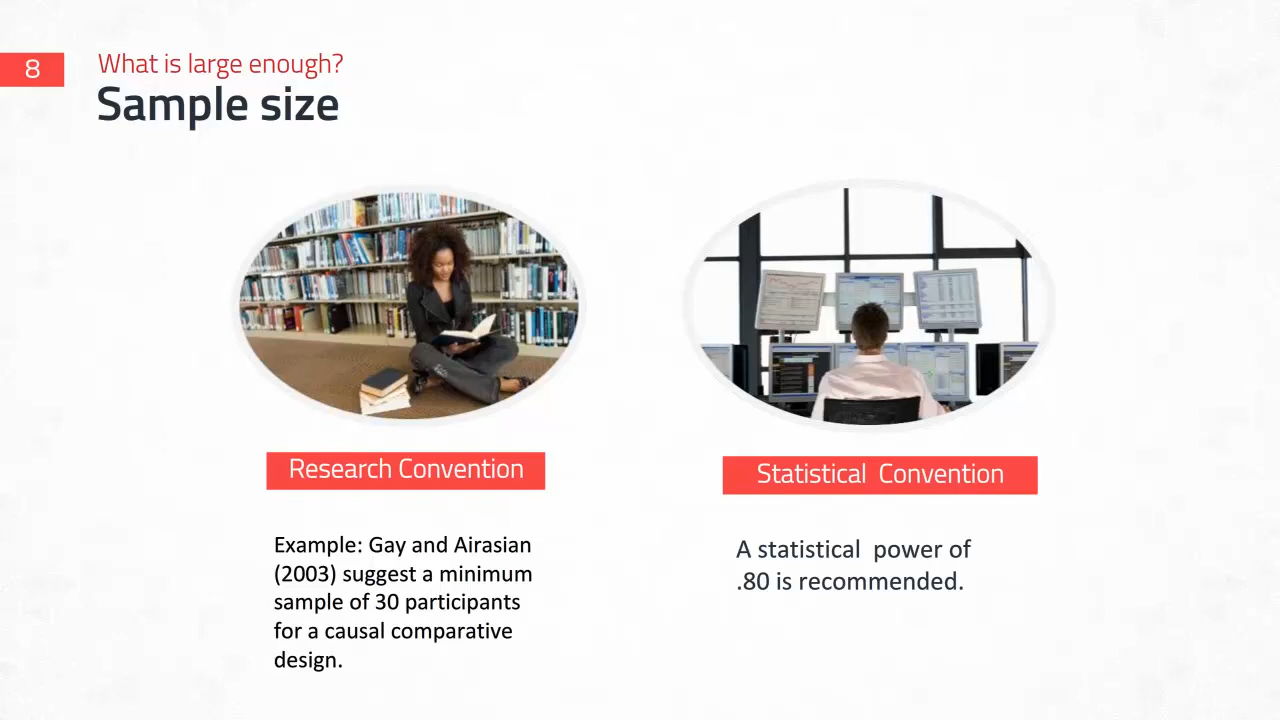 8
What is large enough?
Sample size
Research Convention
Statistical  Convention
Example: Gay and Airasian
(2003) suggest a minimum
sample of 30 participants
for a causal comparative
design.
A statistical  power of
.80 is recommended.